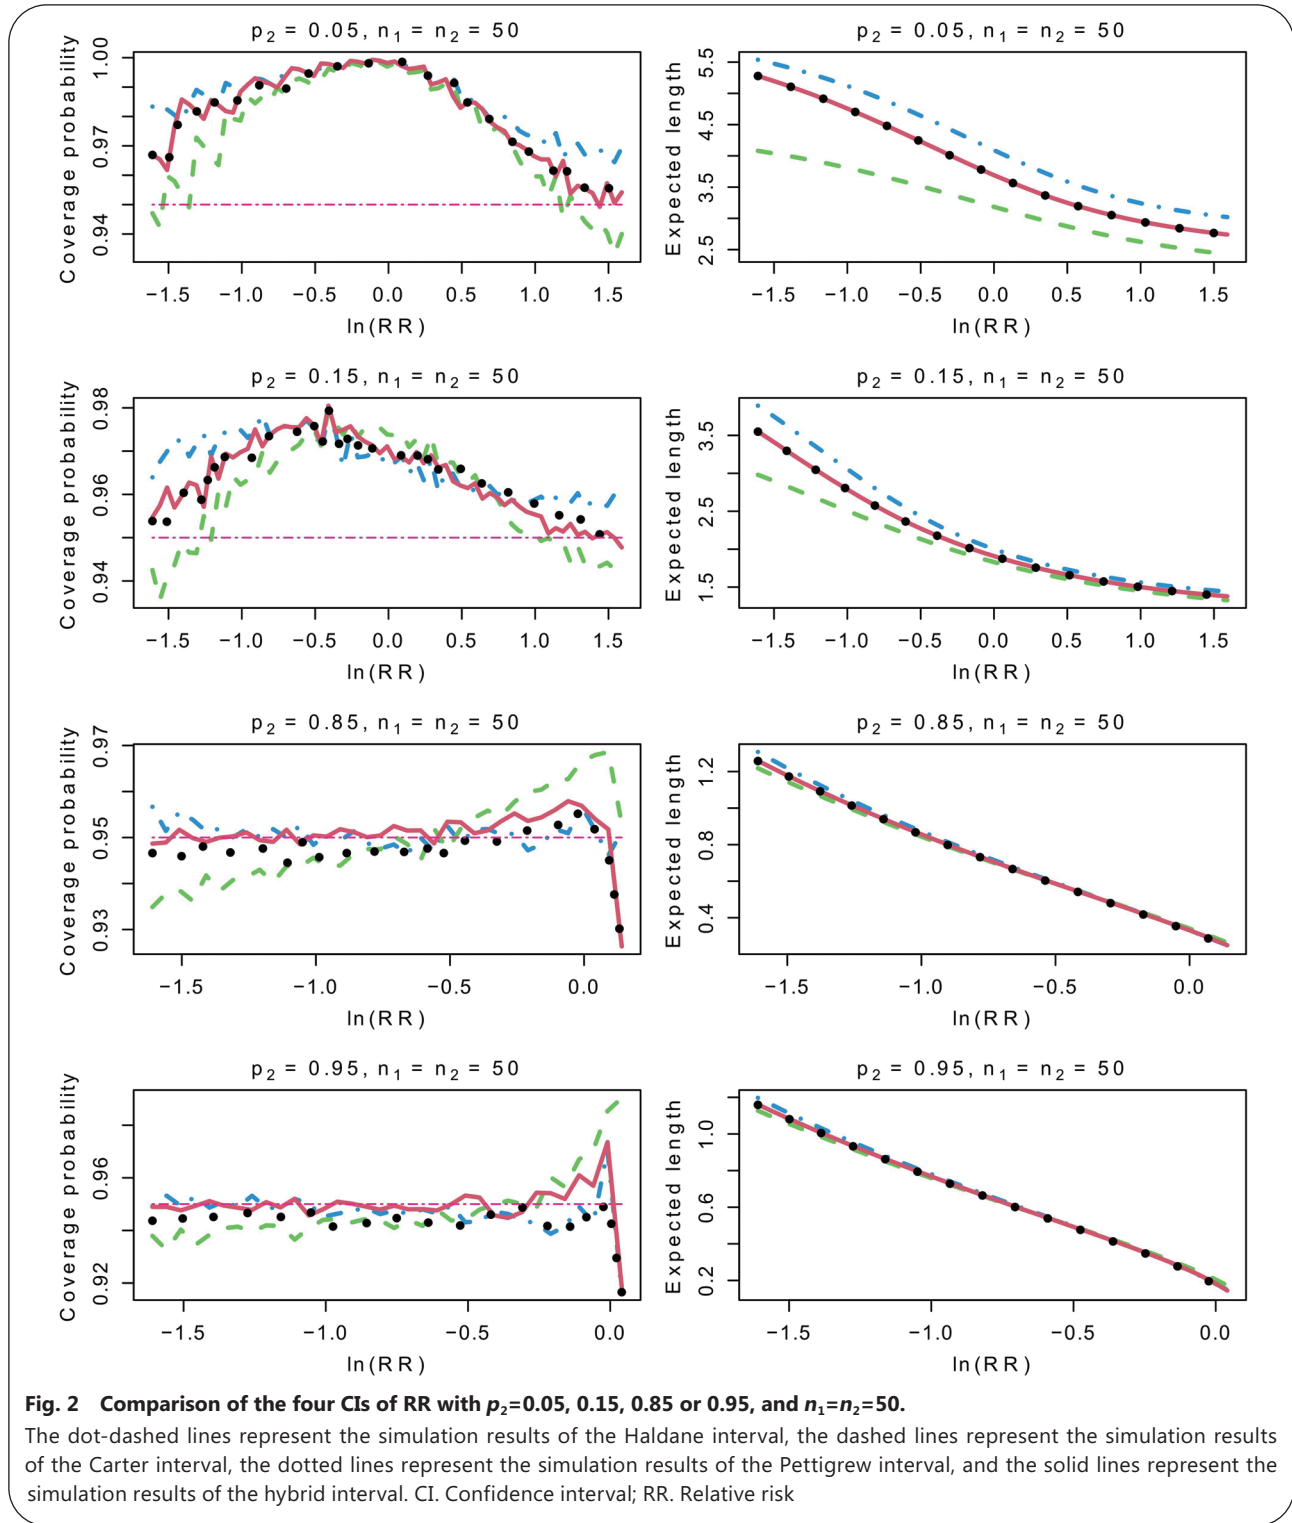 p2 = 0.05, n1 = n2 = 50
Coverage probability
1.00
0.97
0.94
−1.5 −1.0 −0.5 0.0 0.5 1.0 1.5
ln(RR)
p2 = 0.05, n1 = n2 = 50
Expected length
5.5
4.5
3.5
2.5
−1.5 −1.0 −0.5 0.0 0.5 1.0 1.5
ln(RR)
p2 = 0.15, n1 = n2 = 50
Coverage probability
0.98
0.96
0.94
−1.5 −1.0 −0.5 0.0 0.5 1.0 1.5
ln(RR)
p2 = 0.15, n1 = n2 = 50
Expected length
3.5
2.5
1.5
−1.5 −1.0 −0.5 0.0 0.5 1.0 1.5
ln(RR)
p2 = 0.85, n1 = n2 = 50
Coverage probability
0.97
0.95
0.93
−1.5 −1.0 −0.5 0.0
ln(RR)
p2 = 0.85, n1 = n2 = 50
Expected length
1.2
0.8
0.4
−1.5 −1.0 −0.5 0.0
ln(RR)
p2 = 0.95, n1 = n2 = 50
Coverage probability
0.96
0.92
−1.5 −1.0 −0.5 0.0
ln(RR)
p2 = 0.95, n1 = n2 = 50
Expected length
1.0
0.6
0.2
−1.5 −1.0 −0.5 0.0
ln(RR)
Fig. 2 Comparison of the four CIs of RR with p2=0.05, 0.15, 0.85 or 0.95, and n1=n2=50.
The dot-dashed lines represent the simulation results of the Haldane interval, the dashed lines represent the simulation results
of the Carter interval, the dotted lines represent the simulation results of the Pettigrew interval, and the solid lines represent the
simulation results of the hybrid interval. CI. Confidence interval; RR. Relative risk